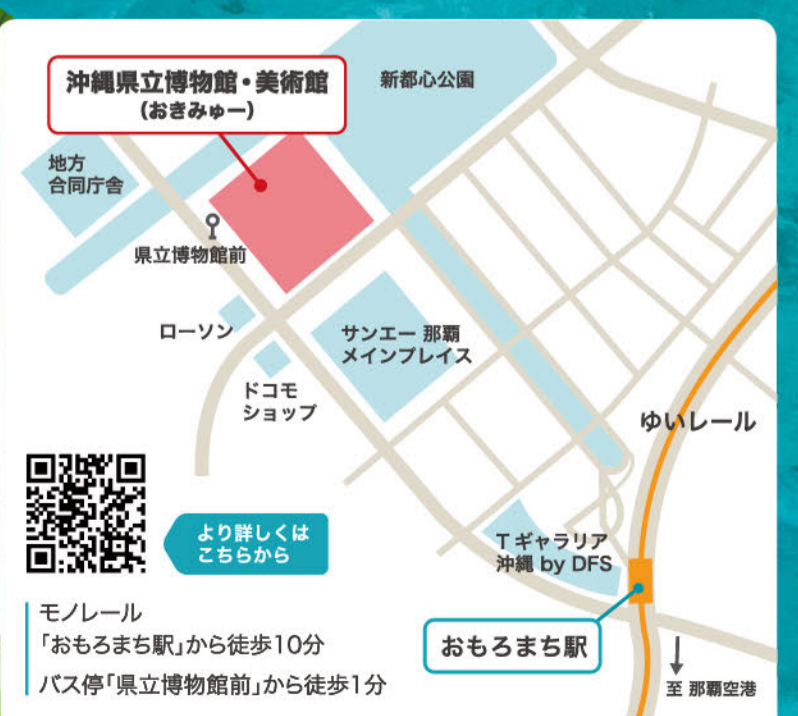 沖縄県立博物館・美術館
(おきみゅー)
新都心公園
地方
合同庁舎
県立博物館前
ローソン
サンエー 那覇
メインプレイス
ドコモ
ショップ
ゆいレール
より詳しくは
こちらから
Tギャラリア
沖縄 by DFS
モノレール
「おもろまち駅」から徒歩10分
バス停「県立博物館前」から徒歩1分
おもろまち駅
至 那覇空港